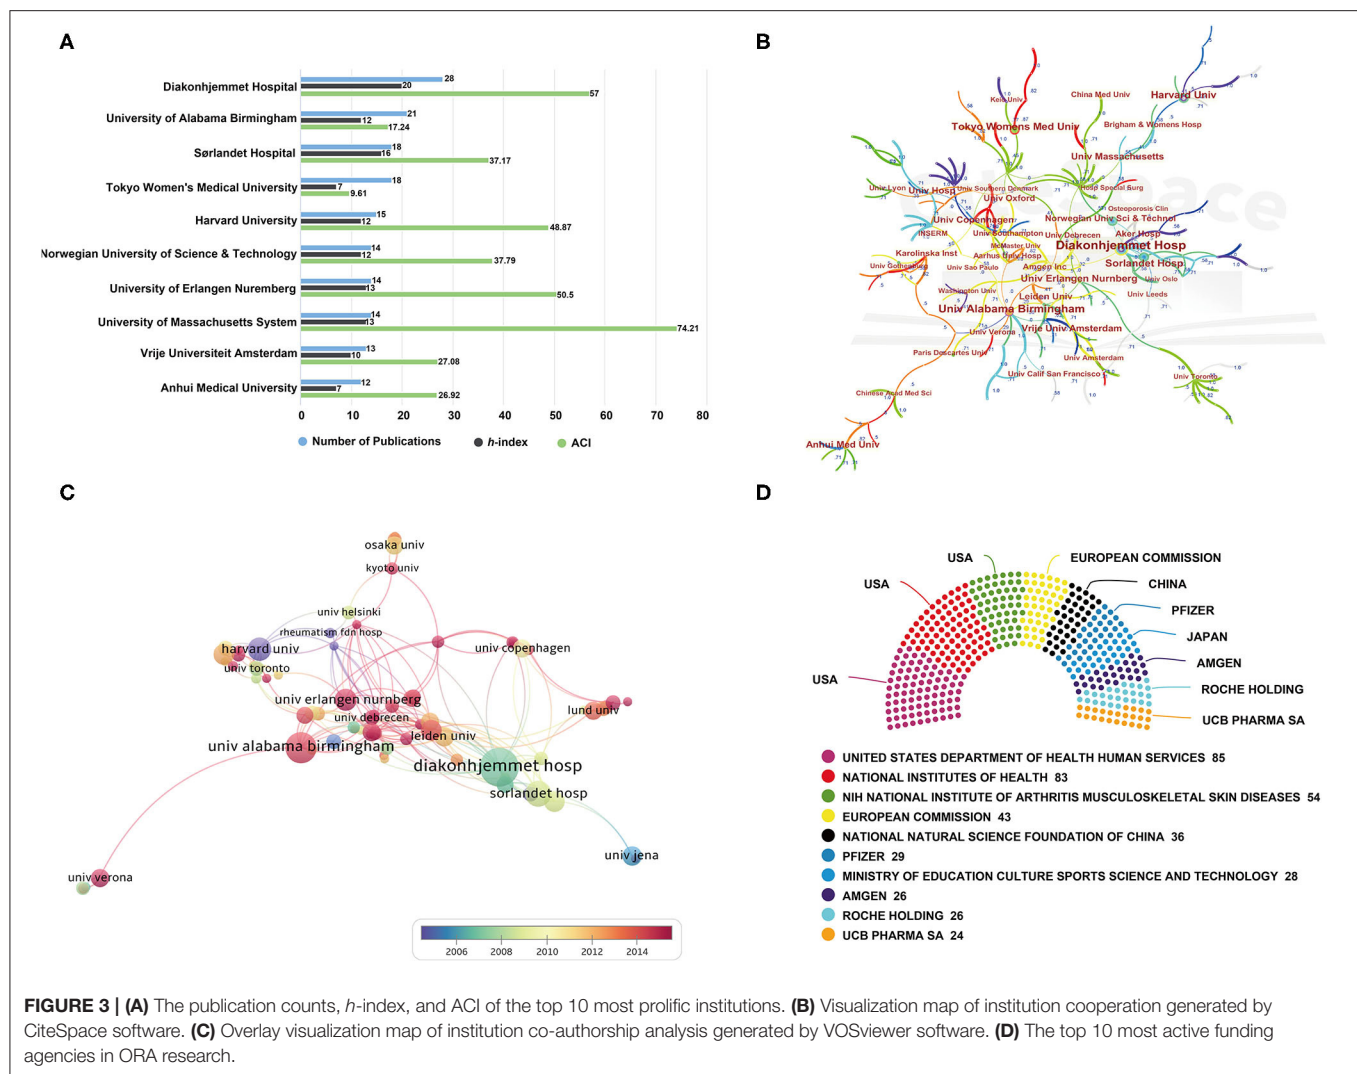 A
Diakonhjemmet Hospital
28
20
57
University of Alabama Birmingham
21
12
17.24
Sørlandet Hospital
18
16
37.17
Tokyo Women's Medical University
18
7
9.61
Harvard University
15
12
48.87
Norwegian University of Science & Technology
14
12
37.79
University of Erlangen Nuremberg
14
13
50.5
University of Massachusetts System
14
13
74.21
Vrije Universiteit Amsterdam
13
10
27.08
Anhui Medical University
12
7
26.92
0 10 20 30 40 50 60 70 80
Number of Publications h-index ACI
B
Harvard Univ
China Med Univ
Keio Univ
Tokyo Womens Med Univ
Brigham & Womens Hosp
Univ Massachusetts
Univ Lyon
Univ Hosp
Univ Southern Denmark
Hosp Special Surg
Univ Oxford
Osteoporosis Clin
Univ Copenhagen
Norwegian Univ Sci & Technol
INSERM
Univ Southampton
Univ Debrecen
Aker Hosp
McMaster Univ
Diakonhjemmet Hosp
Karolinska Inst
Aarhus Univ Hosp
Sorlandet Hosp
Univ Gothenburg
Univ Sao Paulo
Amgen Inc
Univ Erlangen Nurnberg
Univ Oslo
Washington Univ
Leiden Univ
Univ Leeds
Univ Alabama Birmingham
Univ Verona
Vrije Univ Amsterdam
Paris Descartes Univ
Univ Amsterdam
Univ Calif San Francisco
Univ Toronto
Chinese Acad Med Sci
Anhui Med Univ
C
osaka univ
kyoto univ
univ helsinki
rheumatism fdn hosp
harvard univ
univ copenhagen
univ toronto
univ erlangen nurnberg
lund univ
univ debrecen
leiden univ
univ alabama birmingham
diakonhjemmet hosp
sorlandet hosp
univ jena
univ verona
2006 2008 2010 2012 2014
D
USA
EUROPEAN COMMISSION
USA
CHINA
PFIZER
JAPAN
AMGEN
USA
ROCHE HOLDING
UCB PHARMA SA
UNITED STATES DEPARTMENT OF HEALTH HUMAN SERVICES 85
NATIONAL INSTITUTES OF HEALTH 83
NIH NATIONAL INSTITUTE OF ARTHRITIS MUSCULOSKELETAL SKIN DISEASES 54
EUROPEAN COMMISSION 43
NATIONAL NATURAL SCIENCE FOUNDATION OF CHINA 36
PFIZER 29
MINISTRY OF EDUCATION CULTURE SPORTS SCIENCE AND TECHNOLOGY 28
AMGEN 26
ROCHE HOLDING 26
UCB PHARMA SA 24
FIGURE 3 | (A) The publication counts, h-index, and ACI of the top 10 most prolific institutions. (B) Visualization map of institution cooperation generated by
CiteSpace software. (C) Overlay visualization map of institution co-authorship analysis generated by VOSviewer software. (D) The top 10 most active funding
agencies in ORA research.